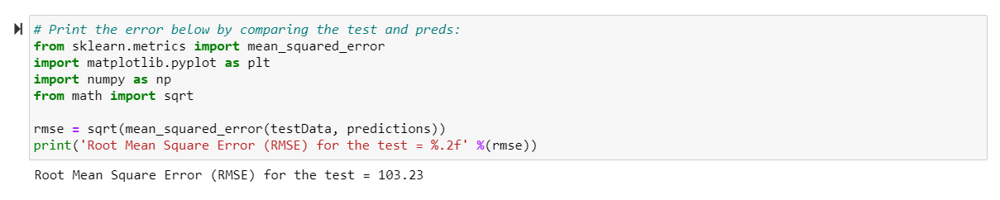 # Print the error below by comparing the test and preds:
from sklearn.metrics import mean_squared_error
import matplotlib.pyplot as plt
import numpy as np
from math import sqrt
rmse = sqrt(mean_squared_error(testData, predictions))
print('Root Mean Square Error (RMSE) for the test = %.2f' %(rmse))
Root Mean Square Error (RMSE) for the test = 103.23